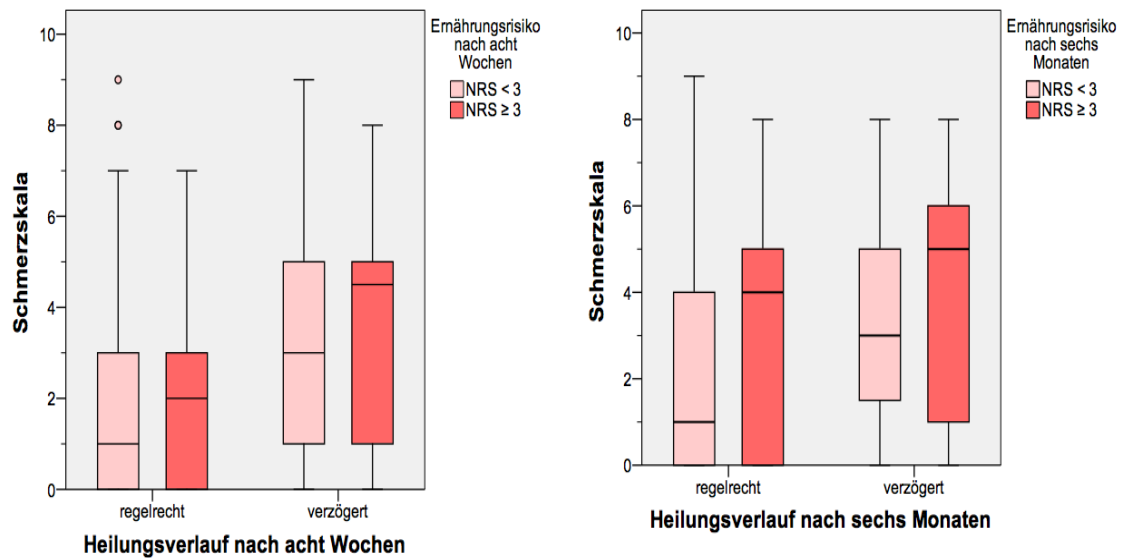 Ernährungsrisiko
nach acht
Wochen
NRS < 3
NRS ≥ 3
Schmerzskala
10
8
6
4
2
0
regelrecht
verzögert
Heilungsverlauf nach acht Wochen
Ernährungsrisiko
nach sechs
Monaten
NRS < 3
NRS ≥ 3
Schmerzskala
10
8
6
4
2
0
regelrecht
verzögert
Heilungsverlauf nach sechs Monaten